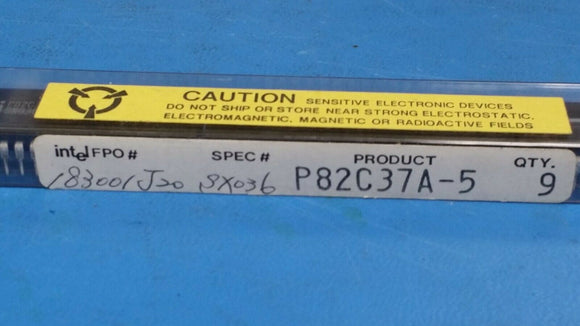 CAUTION SENSITIVE ELECTRONIC DEVICES
DO NOT SHIP OR STORE NEAR STRONG ELECTROSTATIC.
ELECTROMAGNETIC. MAGNETIC OR RADIOACTIVE FIELDS
intel FPO # SPEC # PRODUCT QTY.
183001J20 SX036 P82C37A-5 9